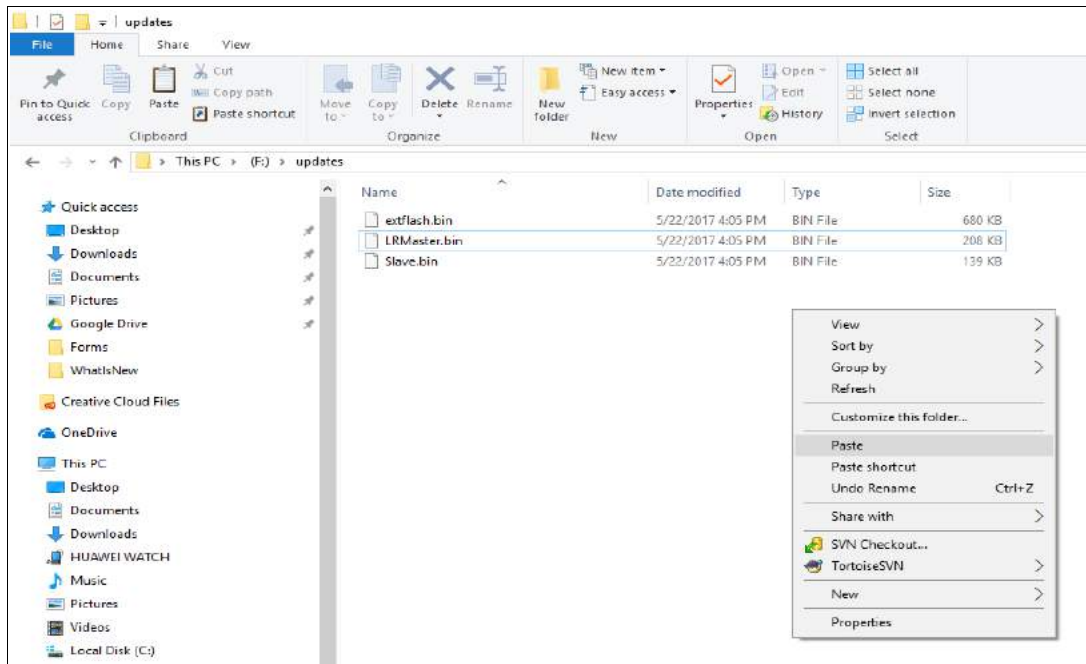 updates
File Home Share View
Pin to Quick access
Copy
Paste
Cut
Copy path
Paste shortcut
Clipboard
Move to
Copy to
Delete
Rename
Organize
New folder
New item
Easy access
New
Properties
Open
Edit
History
Open
Select all
Select none
Invert selection
Select
This PC > (F:) > updates
Name Date modified Type Size
extflash.bin 5/22/2017 4:05 PM BIN File 680 KB
LRMaster.bin 5/22/2017 4:05 PM BIN File 208 KB
Slave.bin 5/22/2017 4:05 PM BIN File 139 KB
Quick access
Desktop
Downloads
Documents
Pictures
Google Drive
Forms
WhatIsNew
Creative Cloud Files
OneDrive
This PC
Desktop
Documents
Downloads
HUAWEI WATCH
Music
Pictures
Videos
Local Disk (C:)
View
Sort by
Group by
Refresh
Customize this folder...
Paste
Paste shortcut
Undo Rename Ctrl+Z
Share with
SVN Checkout...
TortoiseSVN
New
Properties